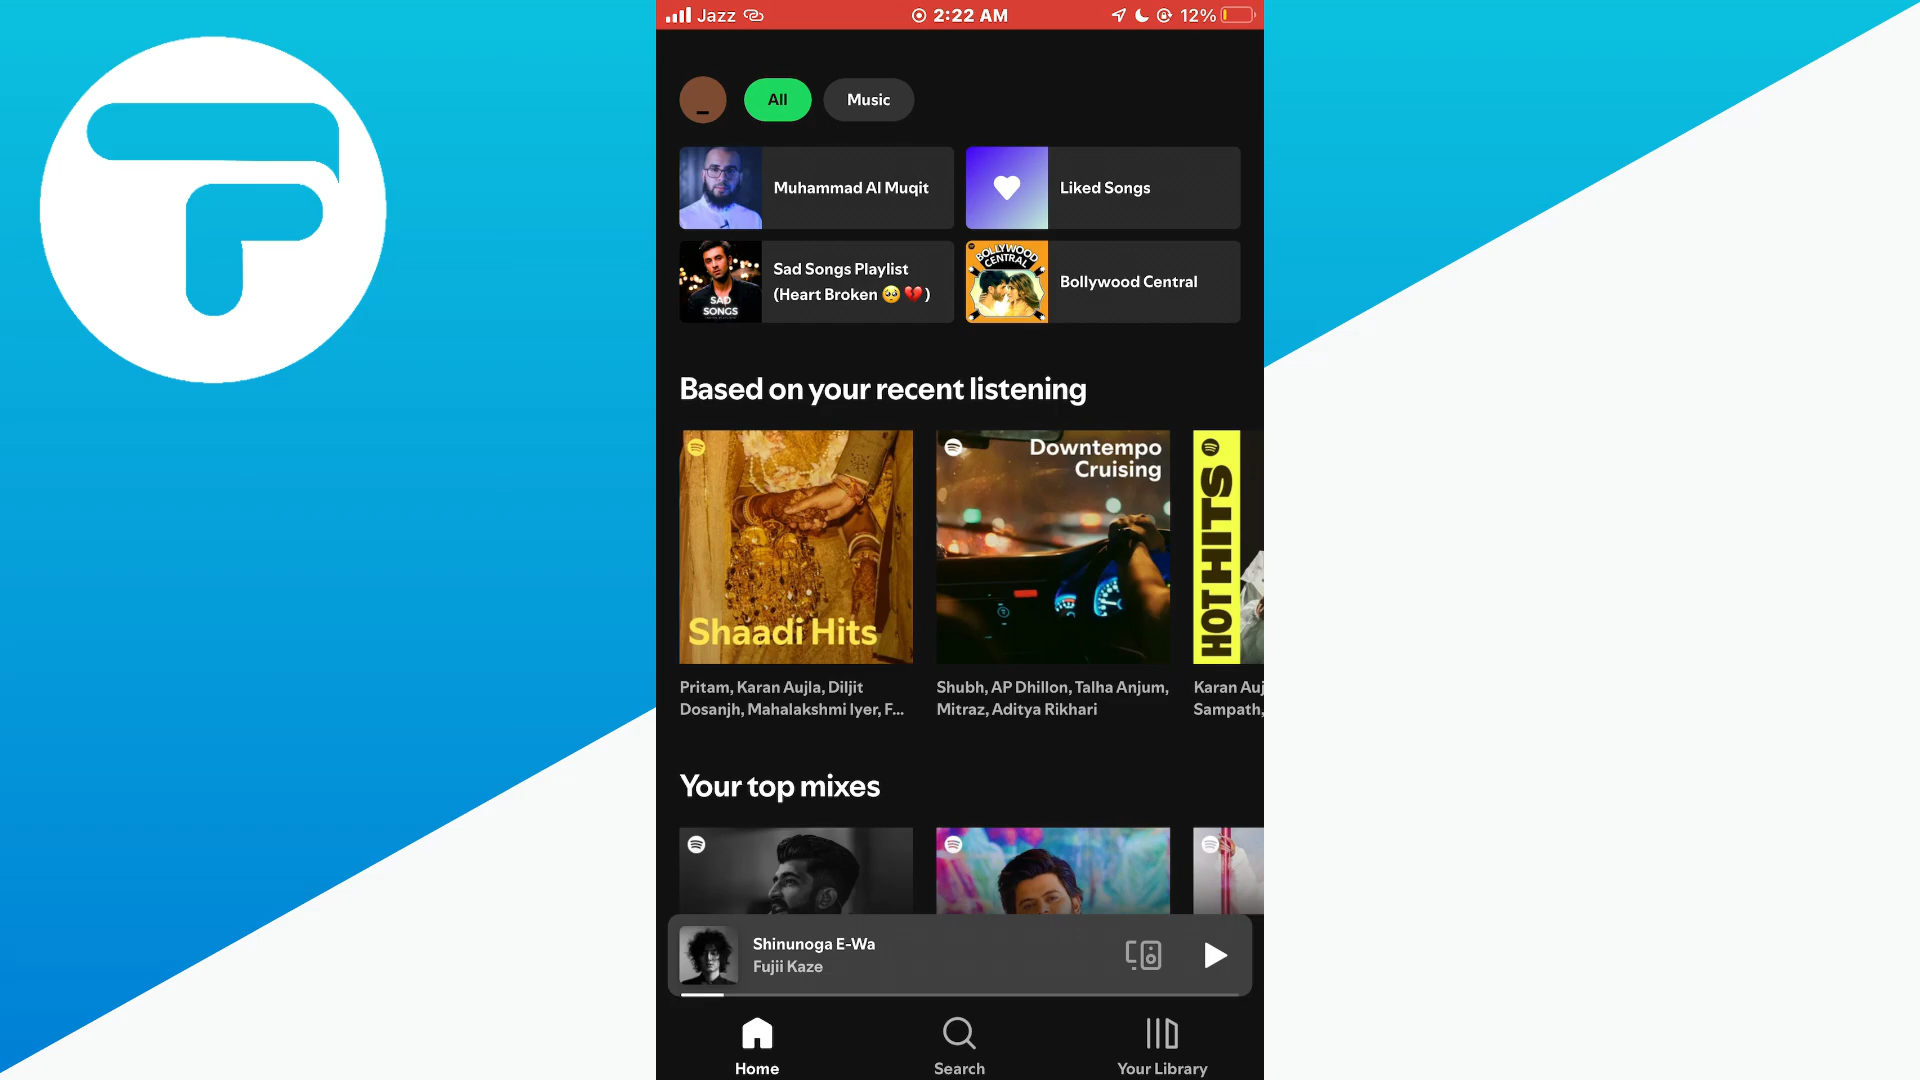 Jazz
2:22 AM
12%
All
Music
Muhammad Al Muqit
Liked Songs
SAD
SONGS
Sad Songs Playlist
(Heart Broken 🥺💔)
BOLLYWOOD
CENTRAL
Bollywood Central
Based on your recent listening
Shaadi Hits
Downtempo
Cruising
HOT HITS
Pritam, Karan Aujla, Diljit
Dosanjh, Mahalakshmi Iyer, F...
Shubh, AP Dhillon, Talha Anjum,
Mitraz, Aditya Rikhari
Karan Auj
Sampath,
Your top mixes
Shinunoga E-Wa
Fujii Kaze
Home
Search
Your Library